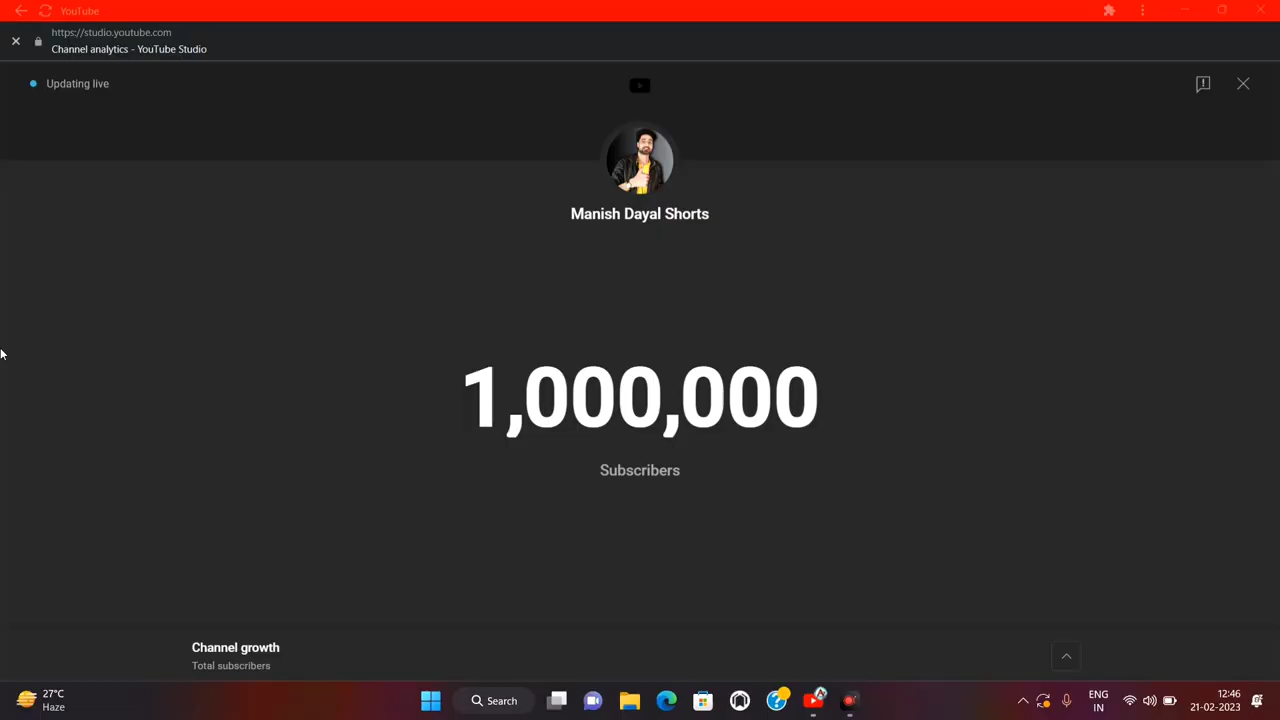 YouTube
https://studio.youtube.com
Channel analytics - YouTube Studio
Updating live
Manish Dayal Shorts
1,000,000
Subscribers
Channel growth
Total subscribers
27°C
Haze
Search
ENG
IN
12:46
21-02-2023